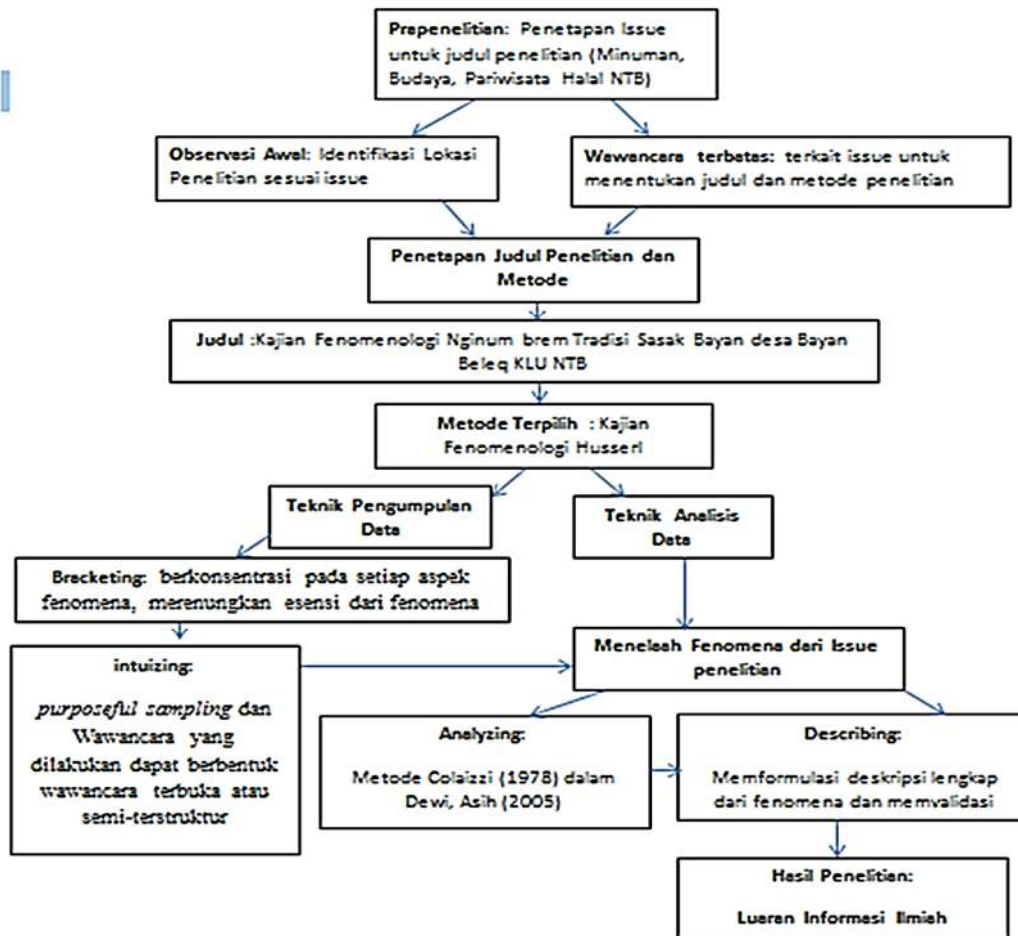 Prapenelitian: Penetapan Issue
untuk judul penelitian (Minuman,
Budaya, Pariwisata Halal NTB)
Observasi Awal: Identifikasi Lokasi
Penelitian sesuai issue
Wawancara terbatas: terkait issue untuk
menentukan judul dan metode penelitian
Penetapan Judul Penelitian dan
Metode
Judul :Kajian Fenomenologi Nginum brem Tradisi Sasak Bayan desa Bayan
Beleq KLU NTB
Metode Terpilih : Kajian
Fenomenologi Husserl
Teknik Pengumpulan
Data
Teknik Analisis
Data
Bracketing: berkonsentrasi pada setiap aspek
fenomena, merenungkan esensi dari fenomena
Menelaah Fenomena dari Issue
penelitian
intuizing:
purposeful sampling dan
Wawancara yang
dilakukan dapat berbentuk
wawancara terbuka atau
semi-terstruktur
Analyzing:
Metode Colaizzi (1978) dalam
Dewi, Asih (2005)
Describing:
Memformulasi deskripsi lengkap
dari fenomena dan memvalidasi
Hasil Penelitian:
Luaran Informasi Ilmiah